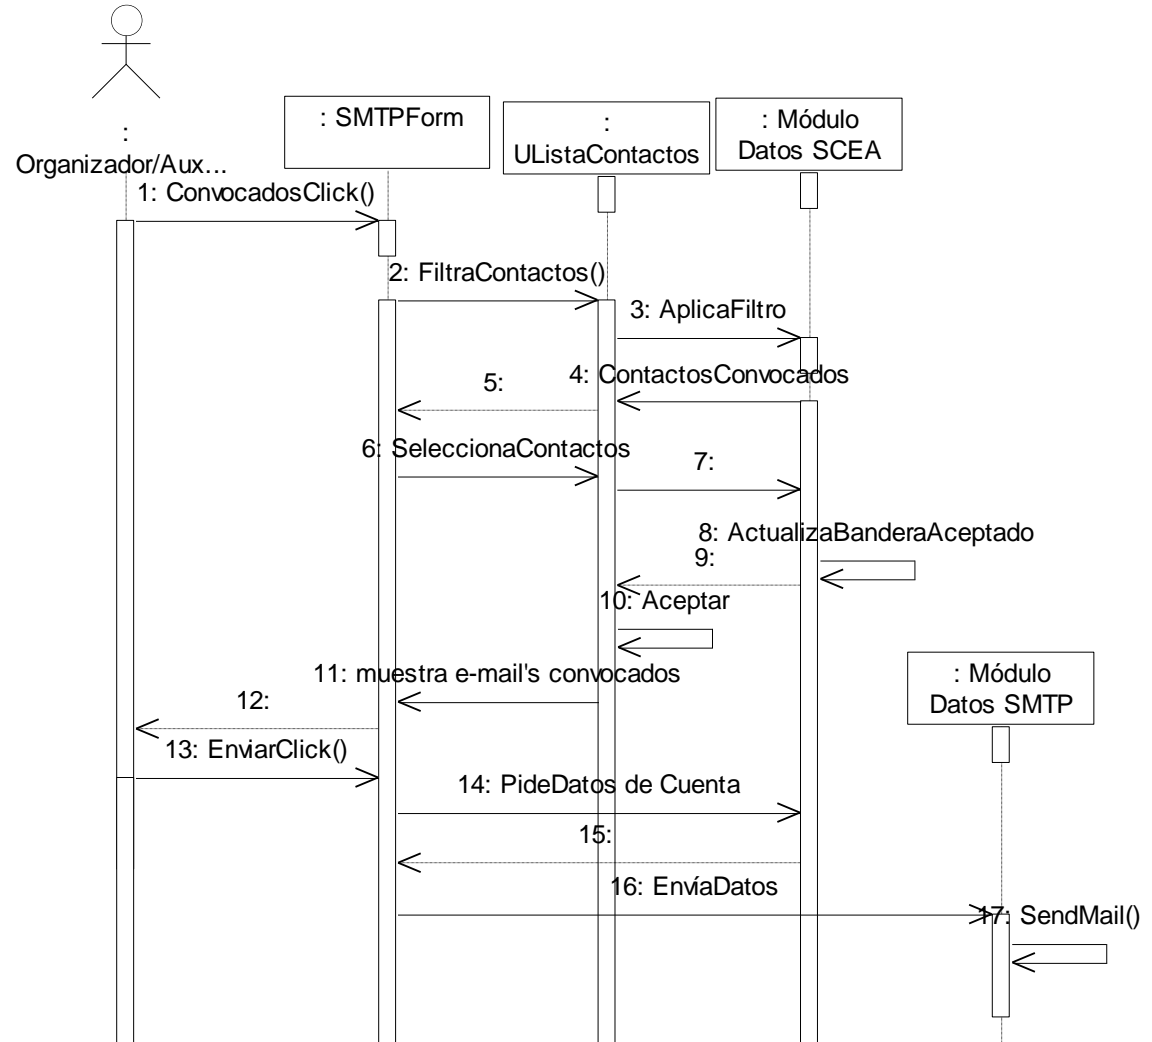 : SMTPForm
:
UListaContactos
: Módulo
Datos SCEA
:
Organizador/Aux...
1: ConvocadosClick()
2: FiltraContactos()
3: AplicaFiltro
4: ContactosConvocados
5:
6: SeleccionaContactos
7:
8: ActualizaBanderaAceptado
9:
10: Aceptar
: Módulo
Datos SMTP
11: muestra e-mail's convocados
12:
13: EnviarClick()
14: PideDatos de Cuenta
15:
16: EnvíaDatos
17: SendMail()